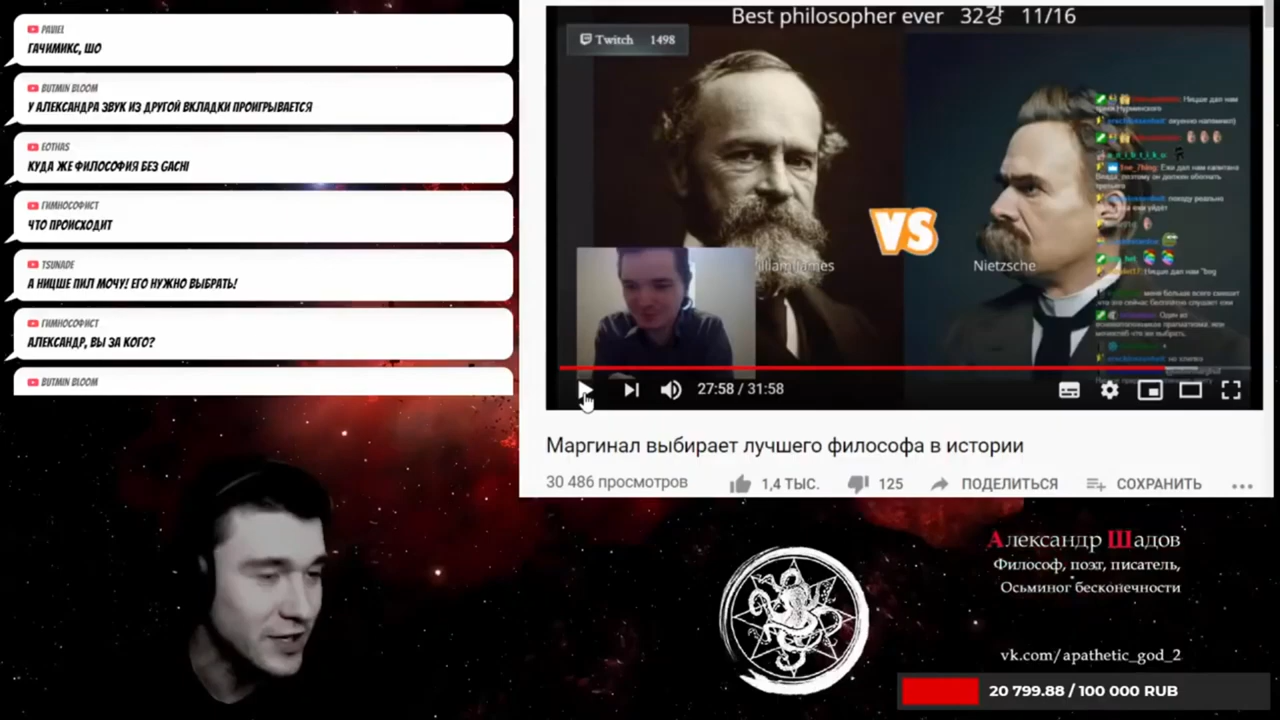 PAVEL
ГАЧИМИКС, ШО
BUTMIN BLOOM
У АЛЕКСАНДРА ЗВУК ИЗ ДРУГОЙ ВКЛАДКИ ПРОИГРЫВАЕТСЯ
EOTHAS
КУДА ЖЕ ФИЛОСОФИЯ БЕЗ GACHI
ГИМНОСОФИСТ
ЧТО ПРОИСХОДИТ
TSUNADE
А НИЦШЕ ПИЛ МОЧУ! ЕГО НУЖНО ВЫБРАТЬ!
ГИМНОСОФИСТ
АЛЕКСАНДР, ВЫ ЗА КОГО?
BUTMIN BLOOM
Best philosopher ever 32강 11/16
Twitch 1498
VS
William James
Nietzsche
27:58 / 31:58
Маргинал выбирает лучшего философа в истории
30 486 просмотров
1,4 ТЫС.
125
ПОДЕЛИТЬСЯ
СОХРАНИТЬ
Александр Шадов
Философ, поэт, писатель,
Осьминог бесконечности
vk.com/apathetic_god_2
20 799.88 / 100 000 RUB